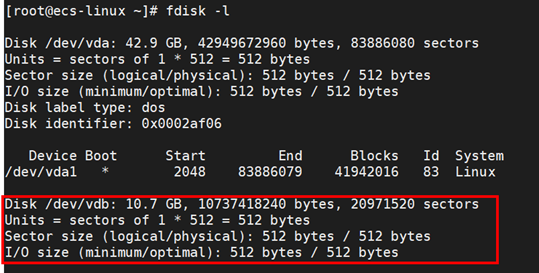 [root@ecs-linux ~]# fdisk -l
Disk /dev/vda: 42.9 GB, 42949672960 bytes, 83886080 sectors
Units = sectors of 1 * 512 = 512 bytes
Sector size (logical/physical): 512 bytes / 512 bytes
I/O size (minimum/optimal): 512 bytes / 512 bytes
Disk label type: dos
Disk identifier: 0x0002af06
Device Boot Start End Blocks Id System
/dev/vda1 * 2048 83886079 41942016 83 Linux
Disk /dev/vdb: 10.7 GB, 10737418240 bytes, 20971520 sectors
Units = sectors of 1 * 512 = 512 bytes
Sector size (logical/physical): 512 bytes / 512 bytes
I/O size (minimum/optimal): 512 bytes / 512 bytes